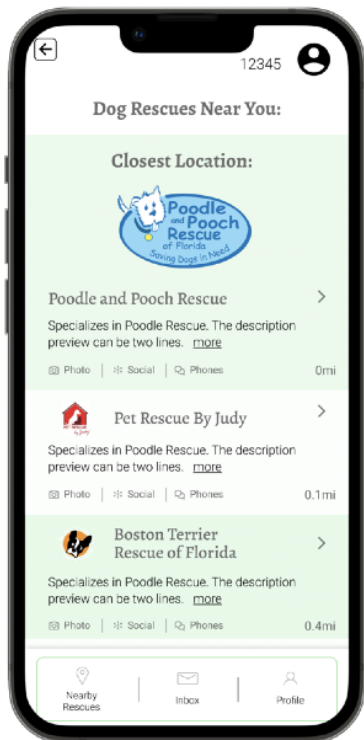 12345
Dog Rescues Near You:
Closest Location:
Poodle
and Pooch
Rescue
of Florida
Saving Dogs in Need
Poodle and Pooch Rescue
Specializes in Poodle Rescue. The description
preview can be two lines. more
Photo | Social | Phones 0mi
Pet Rescue By Judy
Specializes in Poodle Rescue. The description
preview can be two lines. more
Photo | Social | Phones 0.1mi
Boston Terrier
Rescue of Florida
Specializes in Poodle Rescue. The description
preview can be two lines. more
Photo | Social | Phones 0.4mi
Nearby
Rescues
Inbox
Profile